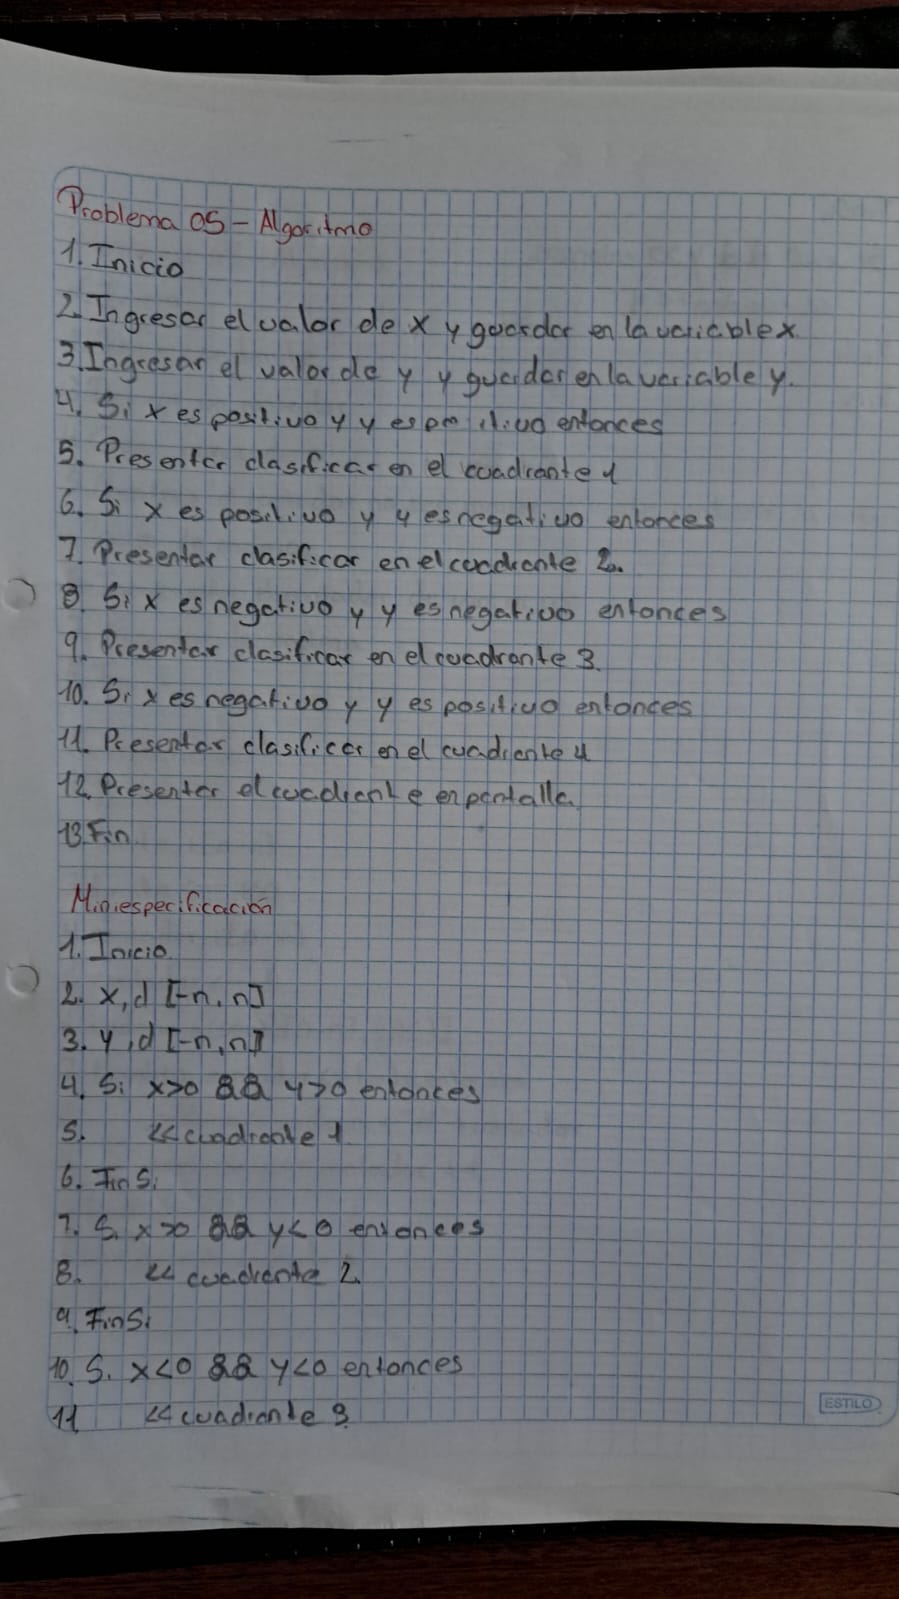 Problema 05 - Algoritmo
1. Inicio
2. Ingresar el valor de x y guardar en la variable x.
3. Ingresar el valor de y y guardar en la variable y.
4. Si x es positivo y y es positivo entonces
5. Presentar clasificar en el cuadrante 1
6. Si x es positivo y y es negativo entonces
7. Presentar clasificar en el cuadrante 2.
8. Si x es negativo y y es negativo entonces
9. Presentar clasificar en el cuadrante 3.
10. Si x es negativo y y es positivo entonces
11. Presentar clasificar en el cuadrante 4
12. Presentar el cuadrante en pantalla.
13. Fin
Miniespecificación
1. Inicio
2. x, d [-n, n]
3. y, d [-n, n]
4. Si x>0 && y>0 entonces
5. << cuadrante 1
6. FinSi
7. Si x>0 && y<0 entonces
8. << cuadrante 2
9. FinSi
10. Si x<0 && y<0 entonces
11 << cuadrante 3
ESTILO